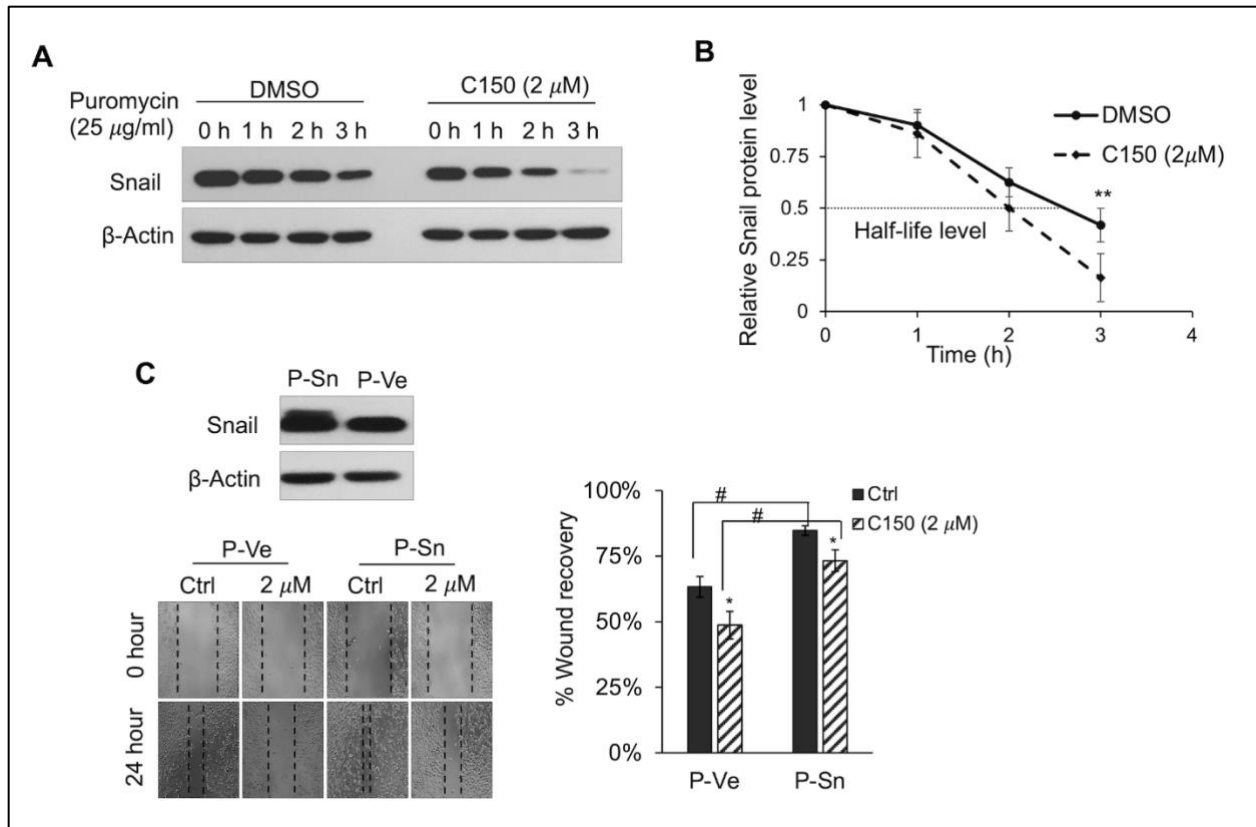 A
Puromycin
(25 μg/ml)
DMSO
C150 (2 μM)
0 h 1 h 2 h 3 h 0 h 1 h 2 h 3 h
Snail
β-Actin
B
Relative Snail protein level
1
0.75
0.5
0.25
0
Half-life level
**
DMSO
C150 (2μM)
0 1 2 3 4
Time (h)
C
P-Sn P-Ve
Snail
β-Actin
P-Ve P-Sn
Ctrl 2 μM Ctrl 2 μM
0 hour
24 hour
% Wound recovery
100%
75%
50%
25%
0%
# #
* *
Ctrl
C150 (2 μM)
P-Ve P-Sn